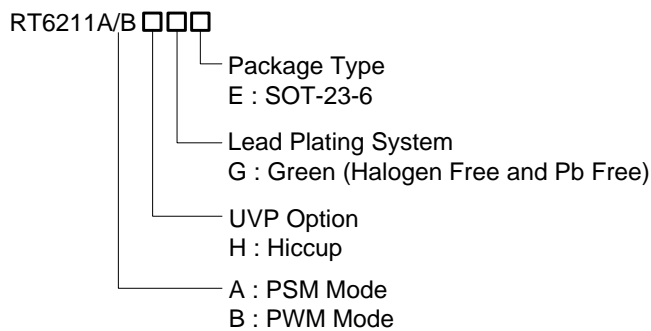 RT6211A/B
Package Type
E : SOT-23-6
Lead Plating System
G : Green (Halogen Free and Pb Free)
UVP Option
H : Hiccup
A : PSM Mode
B : PWM Mode